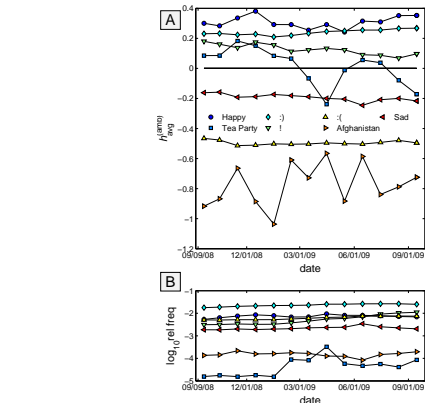 A
0.4
0.2
0
−0.2
−0.4
−0.6
−0.8
−1
−1.2
h(amb)avg
Happy :) :( Sad
Tea Party ! Afghanistan
09/09/08 12/01/08 03/01/09 06/01/09 09/01/09
date
B
−1
−2
−3
−4
−5
log10 rel freq
09/09/08 12/01/08 03/01/09 06/01/09 09/01/09
date